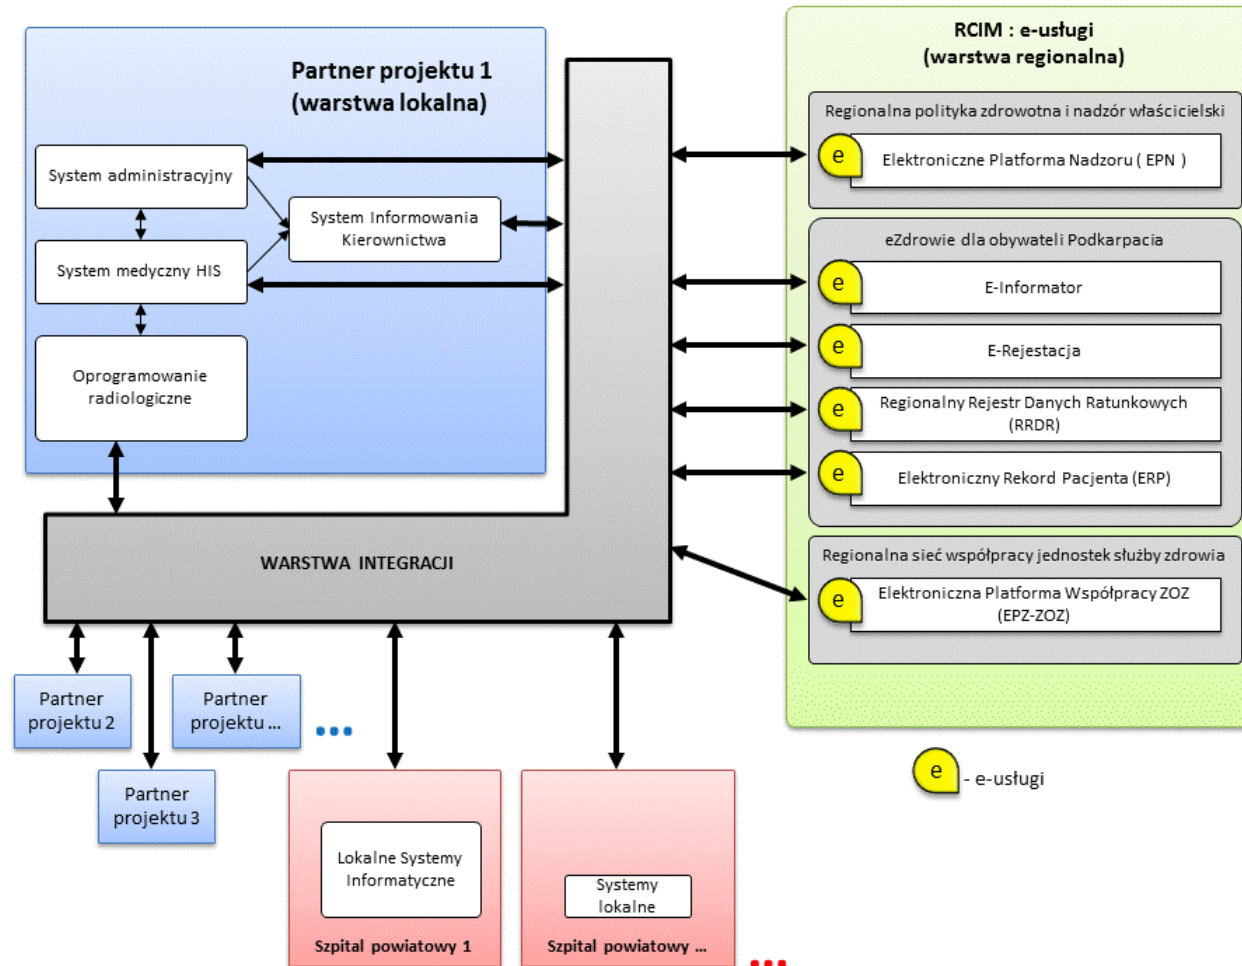 Partner projektu 1
(warstwa lokalna)
System administracyjny
System Informowania
Kierownictwa
System medyczny HIS
Oprogramowanie
radiologiczne
WARSTWA INTEGRACJI
RCIM : e-usługi
(warstwa regionalna)
Regionalna polityka zdrowotna i nadzór właścicielski
e
Elektroniczne Platforma Nadzoru ( EPN )
eZdrowie dla obywateli Podkarpacia
e
E-Informator
e
E-Rejestacja
e
Regionalny Rejestr Danych Ratunkowych
(RRDR)
e
Elektroniczny Rekord Pacjenta (ERP)
Regionalna sieć współpracy jednostek służby zdrowia
e
Elektroniczna Platforma Współpracy ZOZ
(EPZ-ZOZ)
e - e-usługi
Partner
projektu 2
Partner
projektu ...
...
Partner
projektu 3
Lokalne Systemy
Informatyczne
Szpital powiatowy 1
Systemy
lokalne
Szpital powiatowy ...
...